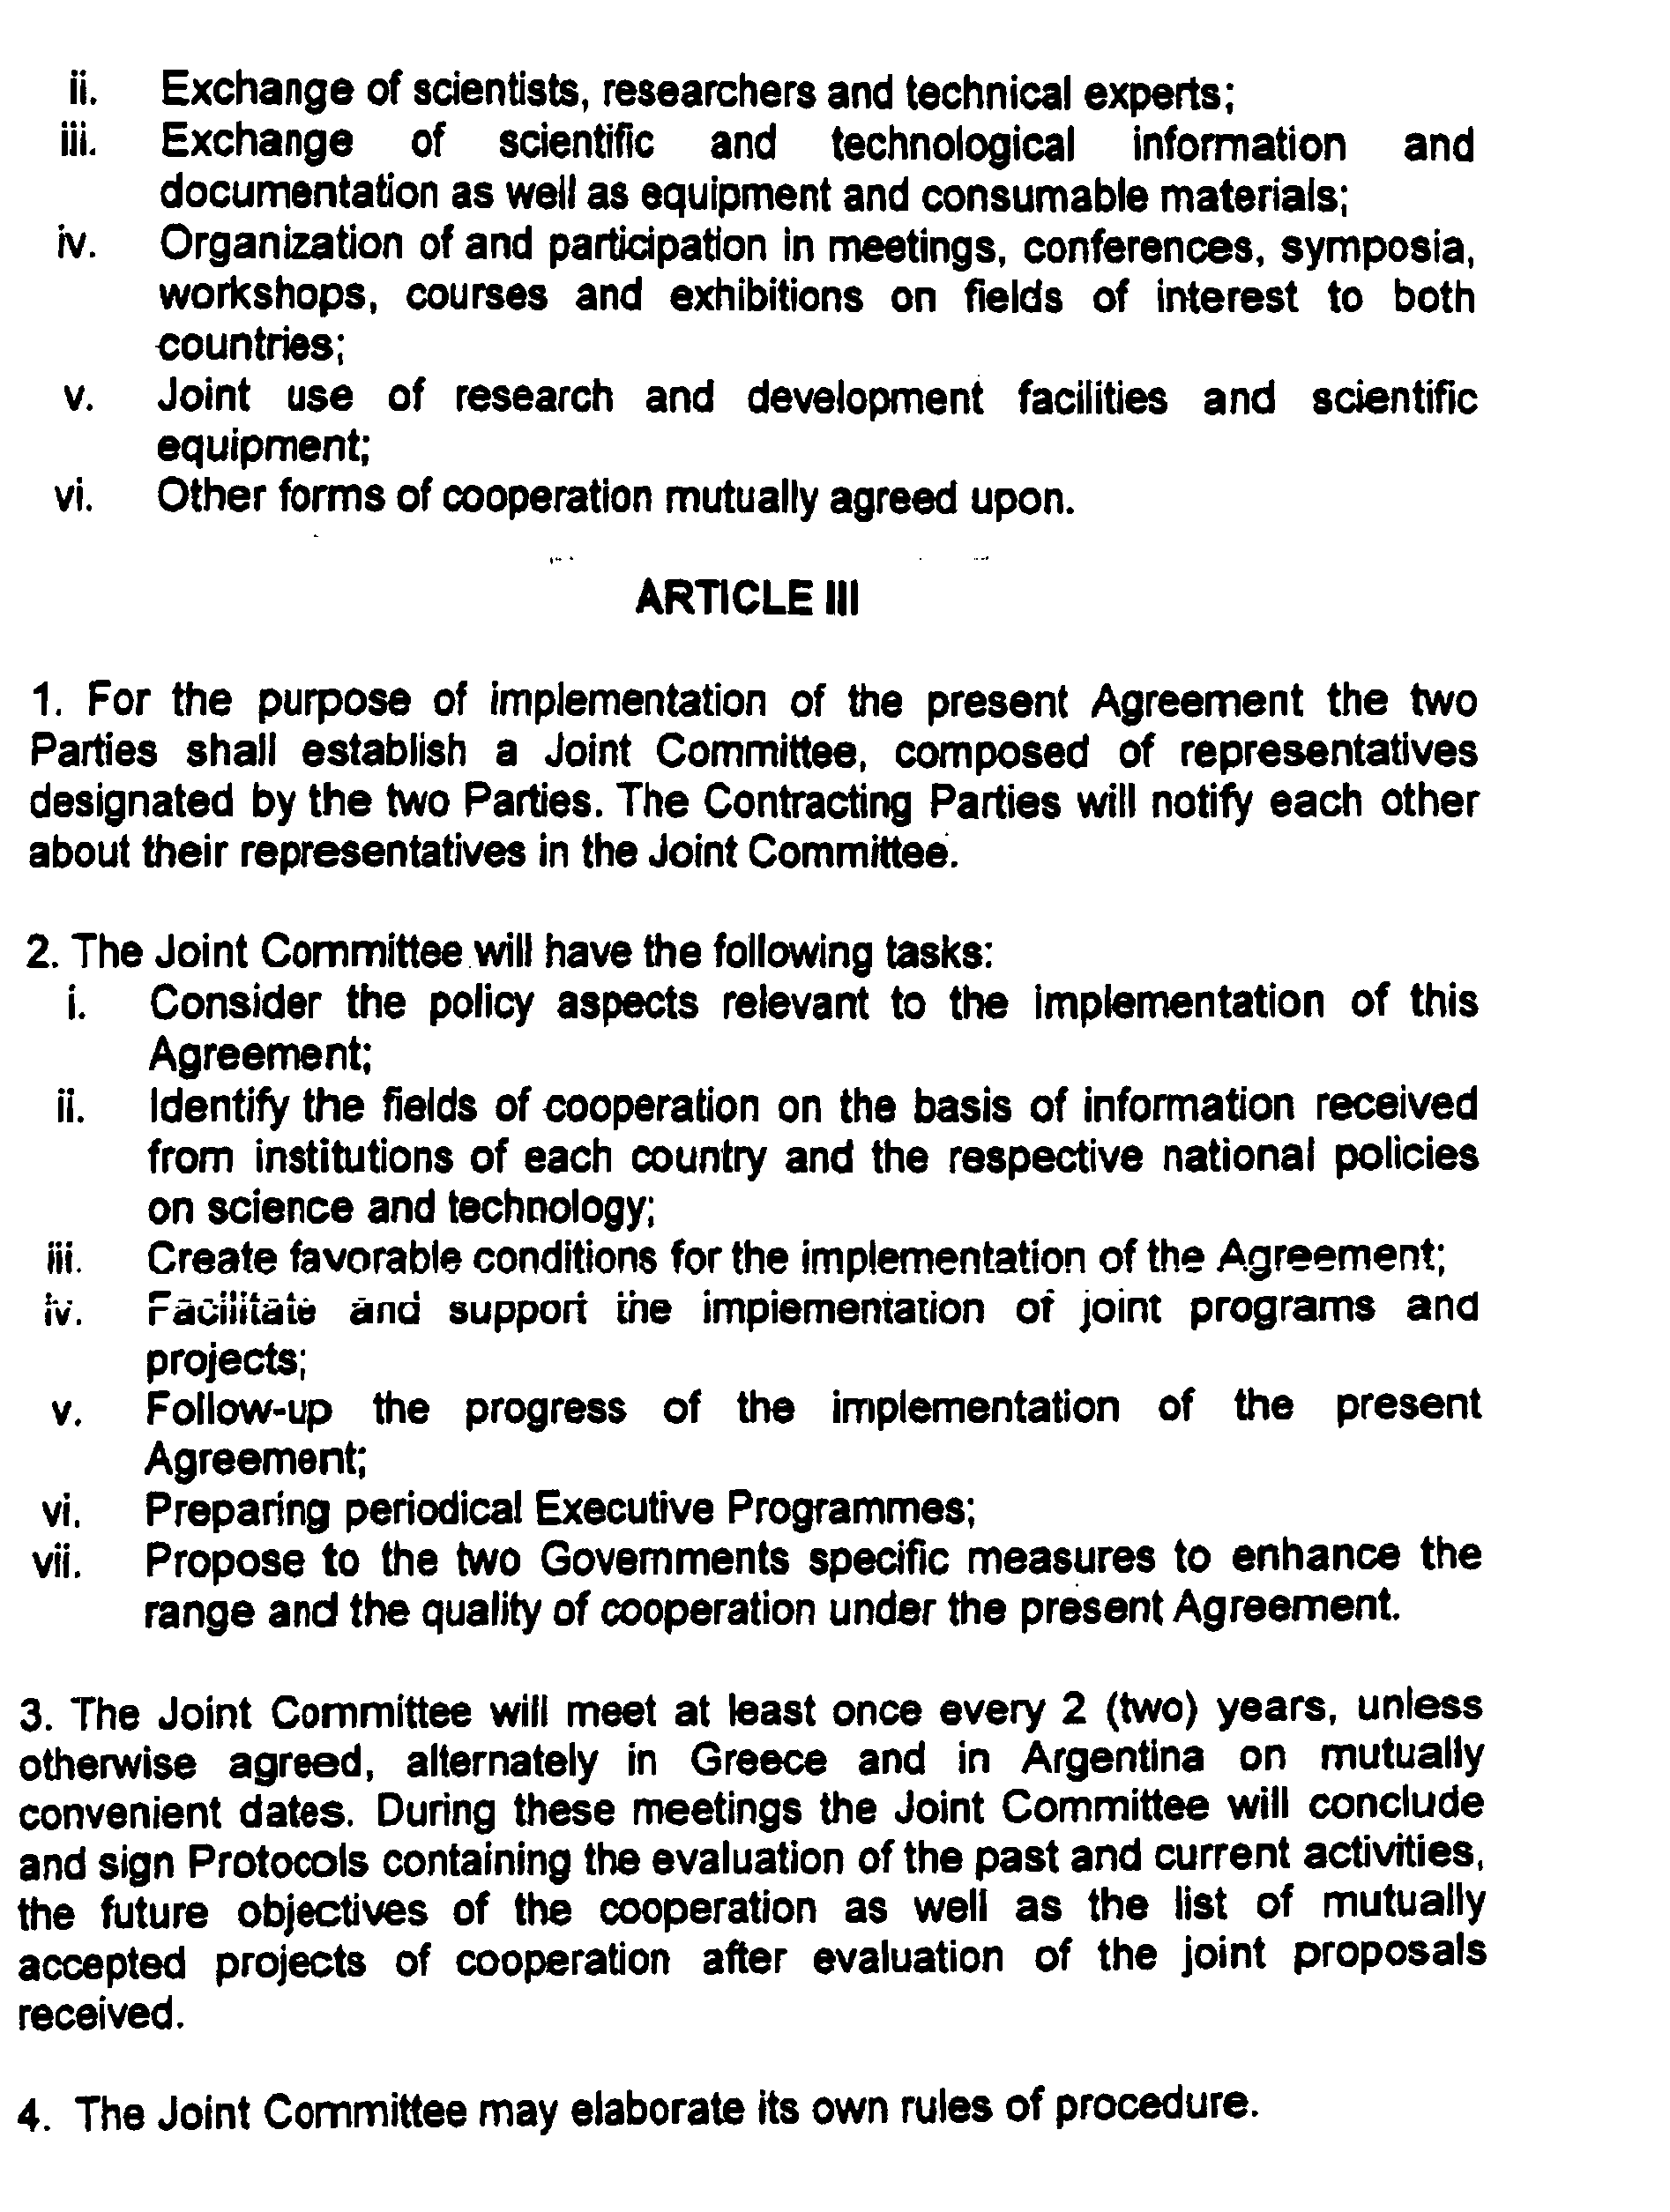 ii. Exchange of scientists, researchers and technical experts;
iii. Exchange of scientific and technological information and
documentation as well as equipment and consumable materials;
iv. Organization of and participation in meetings, conferences, symposia,
workshops, courses and exhibitions on fields of interest to both
countries;
v. Joint use of research and development facilities and scientific
equipment;
vi. Other forms of cooperation mutually agreed upon.
ARTICLE III
1. For the purpose of implementation of the present Agreement the two
Parties shall establish a Joint Committee, composed of representatives
designated by the two Parties. The Contracting Parties will notify each other
about their representatives in the Joint Committee.
2. The Joint Committee will have the following tasks:
i. Consider the policy aspects relevant to the implementation of this
Agreement;
ii. Identify the fields of cooperation on the basis of information received
from institutions of each country and the respective national policies
on science and technology;
iii. Create favorable conditions for the implementation of the Agreement;
iv. Facilitate and support the implementation of joint programs and
projects;
v. Follow-up the progress of the implementation of the present
Agreement;
vi. Preparing periodical Executive Programmes;
vii. Propose to the two Governments specific measures to enhance the
range and the quality of cooperation under the present Agreement.
3. The Joint Committee will meet at least once every 2 (two) years, unless
otherwise agreed, alternately in Greece and in Argentina on mutually
convenient dates. During these meetings the Joint Committee will conclude
and sign Protocols containing the evaluation of the past and current activities,
the future objectives of the cooperation as well as the list of mutually
accepted projects of cooperation after evaluation of the joint proposals
received.
4. The Joint Committee may elaborate its own rules of procedure.